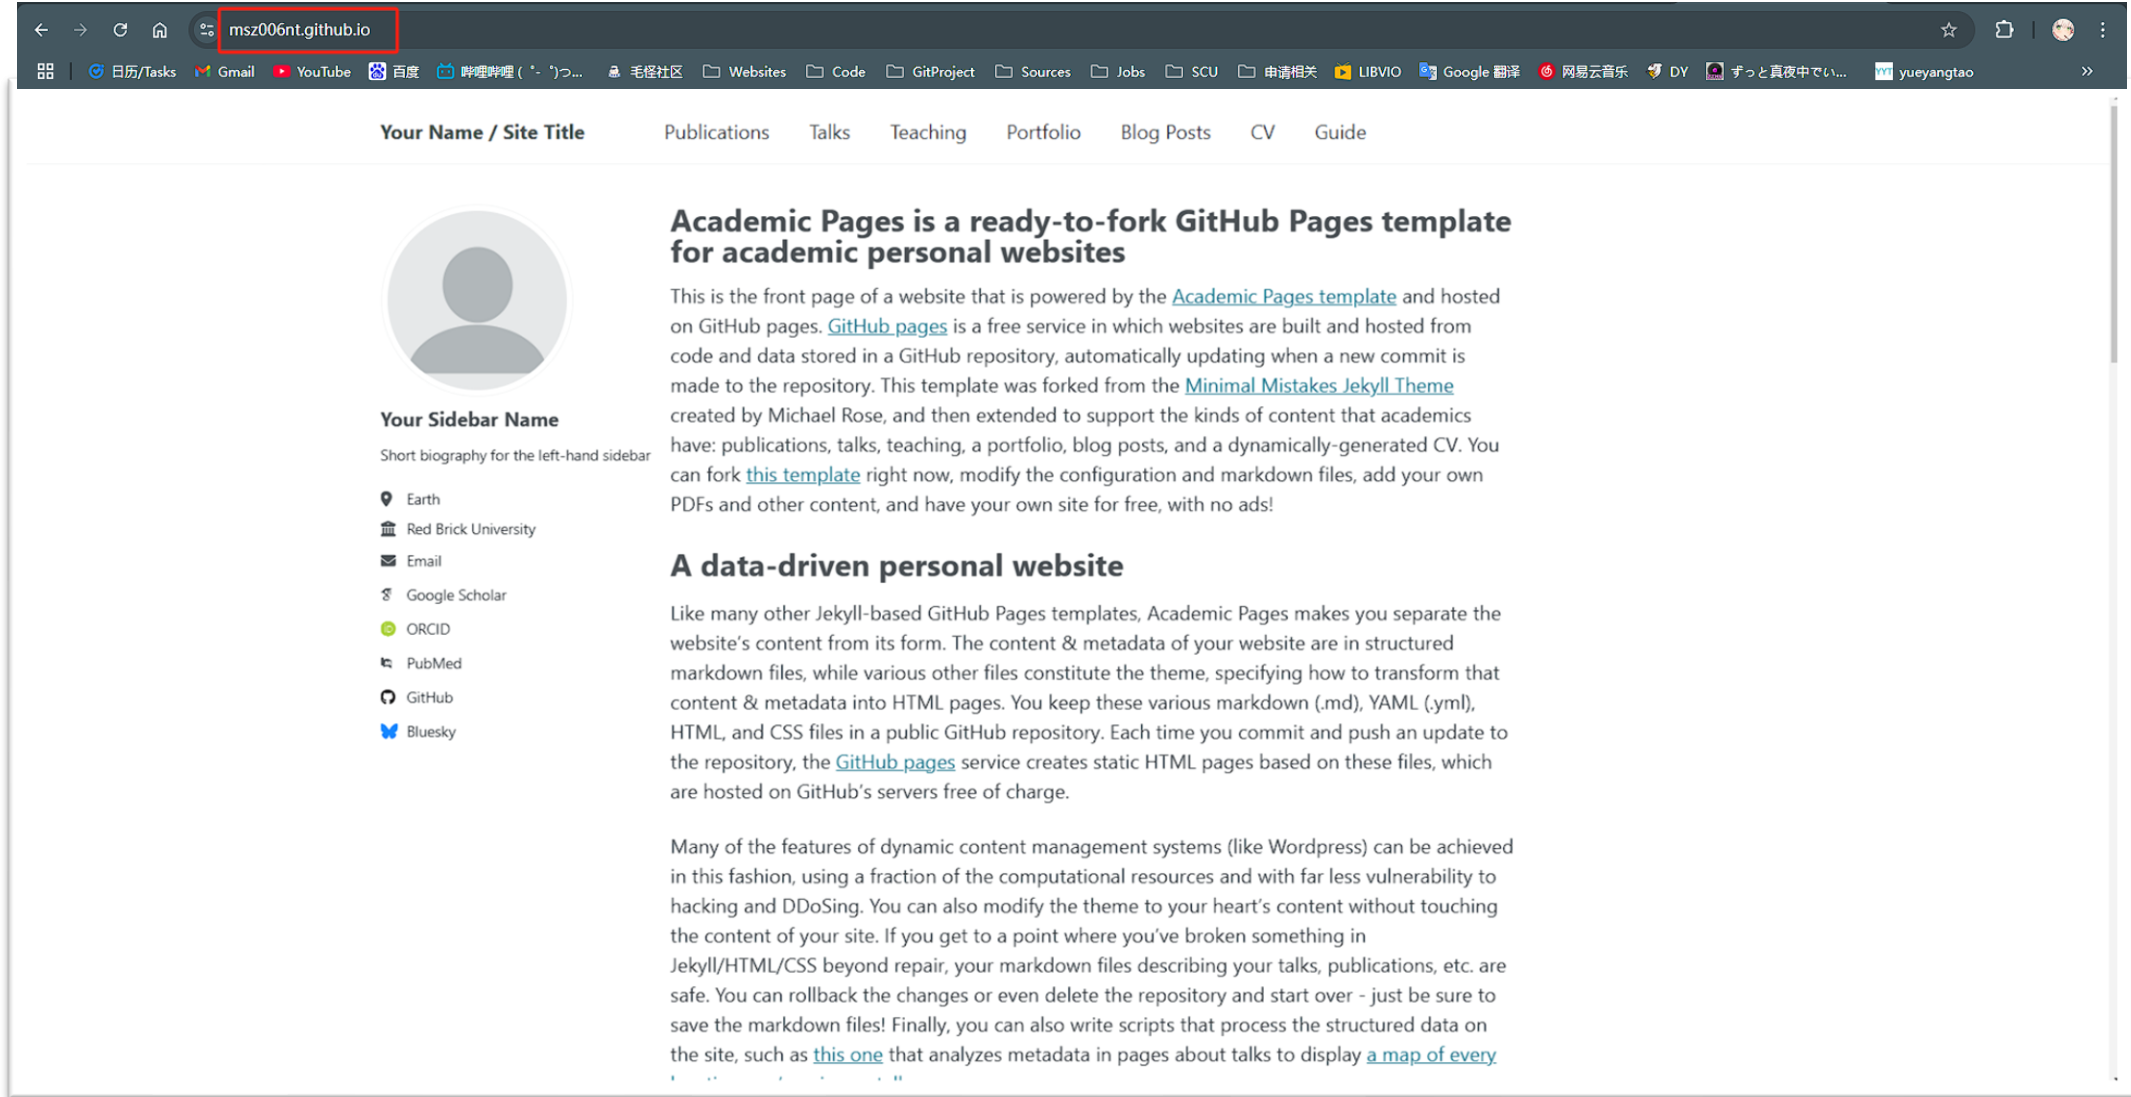 msz006nt.github.io
日历/Tasks Gmail YouTube 百度 哔哩哔哩 ( ゜- ゜)つ... 毛怪社区 Websites Code GitProject Sources Jobs SCU 申请相关 LIBVIO Google 翻译 网易云音乐 DY ずっと真夜中でい... YYT yueyangtao
Your Name / Site Title Publications Talks Teaching Portfolio Blog Posts CV Guide
Your Sidebar Name
Short biography for the left-hand sidebar
Earth
Red Brick University
Email
Google Scholar
ORCID
PubMed
GitHub
Bluesky
Academic Pages is a ready-to-fork GitHub Pages template
for academic personal websites
This is the front page of a website that is powered by the Academic Pages template and hosted
on GitHub pages. GitHub pages is a free service in which websites are built and hosted from
code and data stored in a GitHub repository, automatically updating when a new commit is
made to the repository. This template was forked from the Minimal Mistakes Jekyll Theme
created by Michael Rose, and then extended to support the kinds of content that academics
have: publications, talks, teaching, a portfolio, blog posts, and a dynamically-generated CV. You
can fork this template right now, modify the configuration and markdown files, add your own
PDFs and other content, and have your own site for free, with no ads!
A data-driven personal website
Like many other Jekyll-based GitHub Pages templates, Academic Pages makes you separate the
website's content from its form. The content & metadata of your website are in structured
markdown files, while various other files constitute the theme, specifying how to transform that
content & metadata into HTML pages. You keep these various markdown (.md), YAML (.yml),
HTML, and CSS files in a public GitHub repository. Each time you commit and push an update to
the repository, the GitHub pages service creates static HTML pages based on these files, which
are hosted on GitHub's servers free of charge.
Many of the features of dynamic content management systems (like Wordpress) can be achieved
in this fashion, using a fraction of the computational resources and with far less vulnerability to
hacking and DDoSing. You can also modify the theme to your heart's content without touching
the content of your site. If you get to a point where you've broken something in
Jekyll/HTML/CSS beyond repair, your markdown files describing your talks, publications, etc. are
safe. You can rollback the changes or even delete the repository and start over - just be sure to
save the markdown files! Finally, you can also write scripts that process the structured data on
the site, such as this one that analyzes metadata in pages about talks to display a map of every